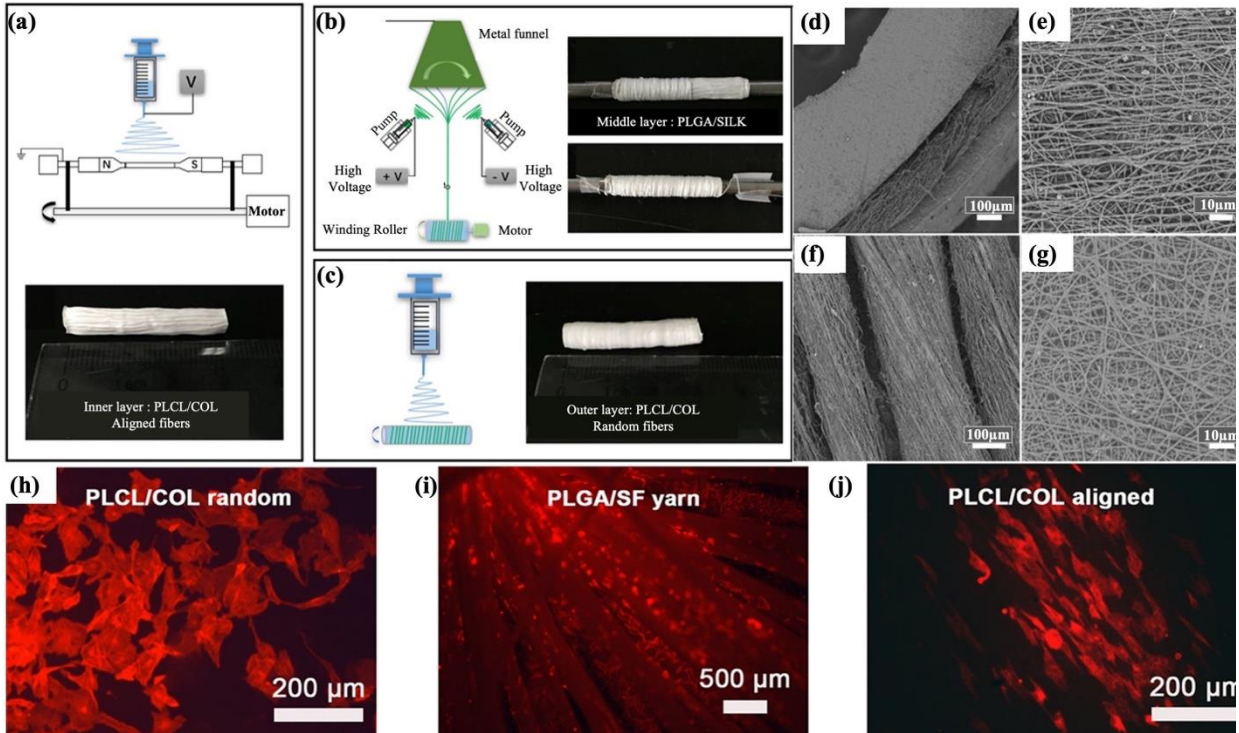 (a)
V
N
S
Motor
Inner layer : PLCL/COL
Aligned fibers
(b)
Metal funnel
Pump
Pump
High
Voltage
+ V
- V
High
Voltage
Winding Roller
Motor
Middle layer : PLGA/SILK
(c)
Outer layer: PLCL/COL
Random fibers
(d)
100μm
(e)
10μm
(f)
100μm
(g)
10μm
(h)
PLCL/COL random
200 μm
(i)
PLGA/SF yarn
500 μm
(j)
PLCL/COL aligned
200 μm